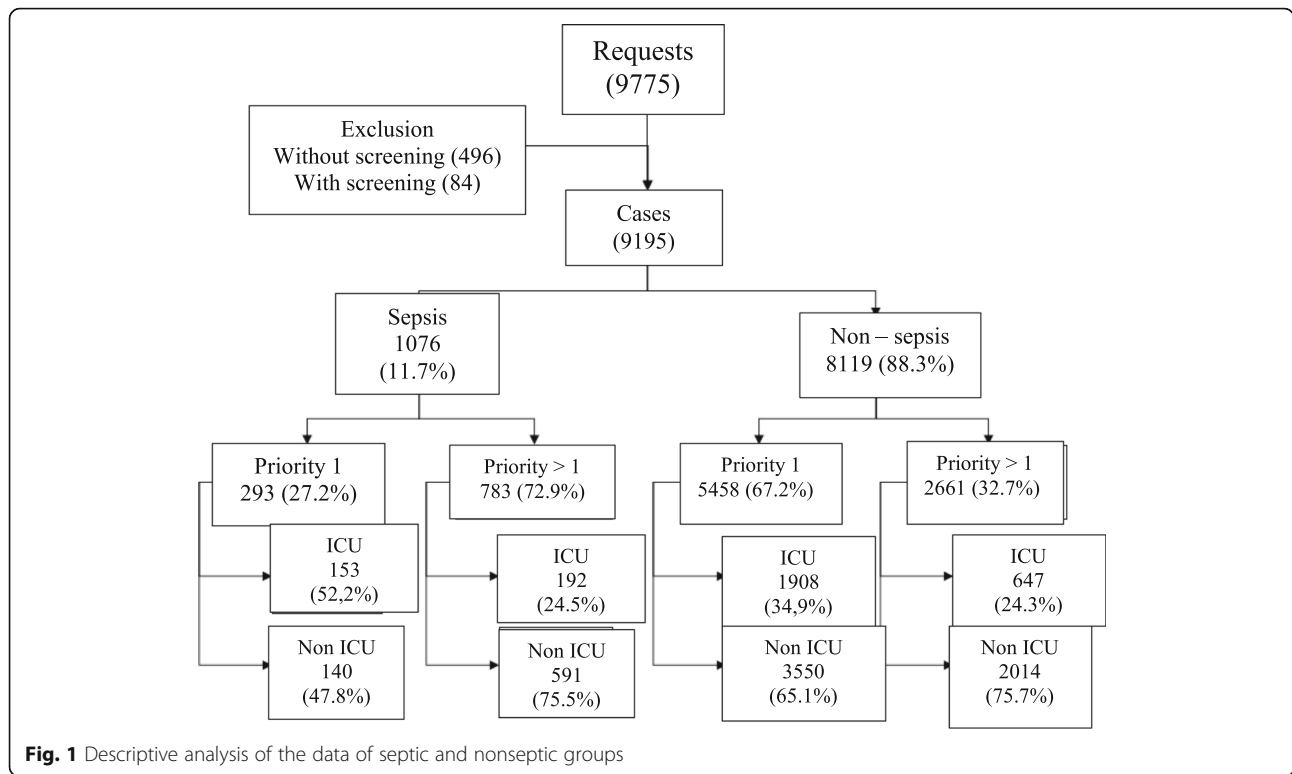 Requests
(9775)
Exclusion
Without screening (496)
With screening (84)
Cases
(9195)
Sepsis
1076
(11.7%)
Non – sepsis
8119 (88.3%)
Priority 1
293 (27.2%)
Priority > 1
783 (72.9%)
Priority 1
5458 (67.2%)
Priority > 1
2661 (32.7%)
ICU
153
(52,2%)
ICU
192
(24.5%)
ICU
1908
(34,9%)
ICU
647
(24.3%)
Non ICU
140
(47.8%)
Non ICU
591
(75.5%)
Non ICU
3550
(65.1%)
Non ICU
2014
(75.7%)
Fig. 1 Descriptive analysis of the data of septic and nonseptic groups